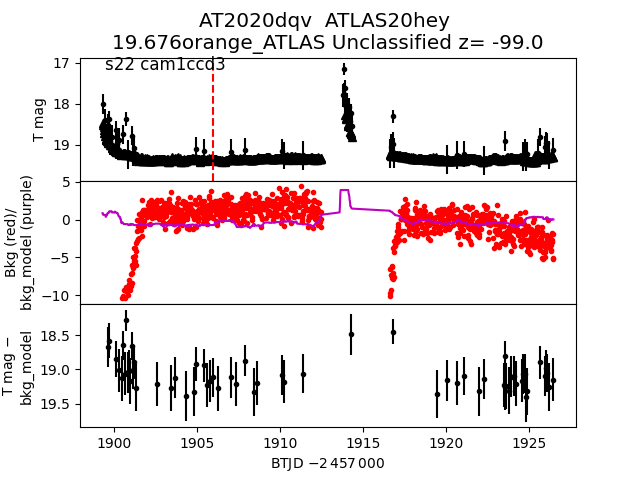 AT2020dqv  ATLAS20hey
19.676orange_ATLAS Unclassified z= -99.0
s22 cam1ccd3
T mag
17
18
19
Bkg (red)/
bkg_model (purple)
5
0
−5
−10
T mag −
bkg_model
18.5
19.0
19.5
1900 1905 1910 1915 1920 1925
BTJD −2 457 000